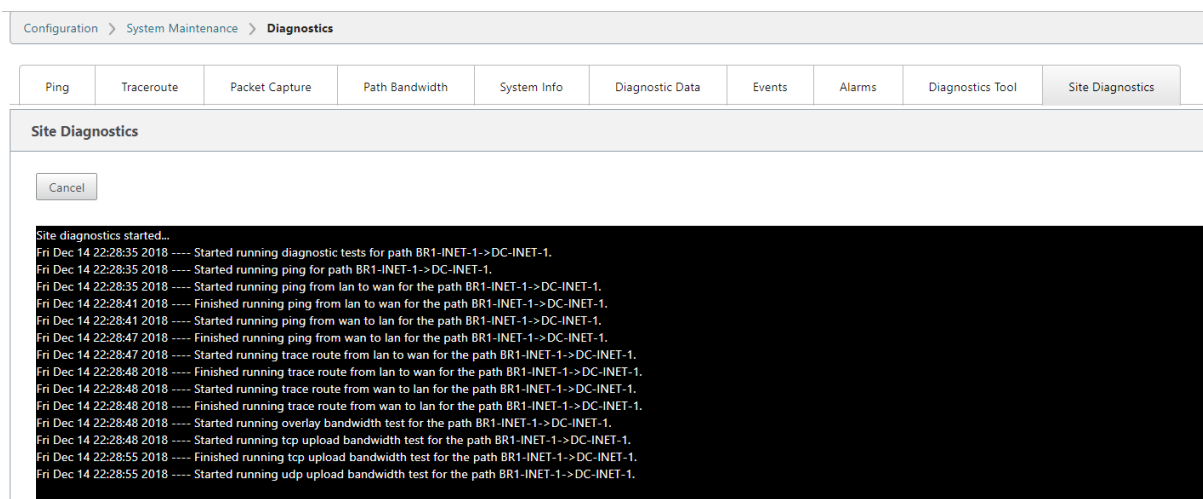 Configuration > System Maintenance > Diagnostics
Ping Traceroute Packet Capture Path Bandwidth System Info Diagnostic Data Events Alarms Diagnostics Tool Site Diagnostics
Site Diagnostics
Cancel
Site diagnostics started...
Fri Dec 14 22:28:35 2018 ---- Started running diagnostic tests for path BR1-INET-1->DC-INET-1.
Fri Dec 14 22:28:35 2018 ---- Started running ping for path BR1-INET-1->DC-INET-1.
Fri Dec 14 22:28:35 2018 ---- Started running ping from lan to wan for the path BR1-INET-1->DC-INET-1.
Fri Dec 14 22:28:41 2018 ---- Finished running ping from lan to wan for the path BR1-INET-1->DC-INET-1.
Fri Dec 14 22:28:41 2018 ---- Started running ping from wan to lan for the path BR1-INET-1->DC-INET-1.
Fri Dec 14 22:28:47 2018 ---- Finished running ping from wan to lan for the path BR1-INET-1->DC-INET-1.
Fri Dec 14 22:28:47 2018 ---- Started running trace route from lan to wan for the path BR1-INET-1->DC-INET-1.
Fri Dec 14 22:28:48 2018 ---- Finished running trace route from lan to wan for the path BR1-INET-1->DC-INET-1.
Fri Dec 14 22:28:48 2018 ---- Started running trace route from wan to lan for the path BR1-INET-1->DC-INET-1.
Fri Dec 14 22:28:48 2018 ---- Finished running trace route from wan to lan for the path BR1-INET-1->DC-INET-1.
Fri Dec 14 22:28:48 2018 ---- Started running overlay bandwidth test for the path BR1-INET-1->DC-INET-1.
Fri Dec 14 22:28:48 2018 ---- Started running tcp upload bandwidth test for the path BR1-INET-1->DC-INET-1.
Fri Dec 14 22:28:55 2018 ---- Finished running tcp upload bandwidth test for the path BR1-INET-1->DC-INET-1.
Fri Dec 14 22:28:55 2018 ---- Started running udp upload bandwidth test for the path BR1-INET-1->DC-INET-1.